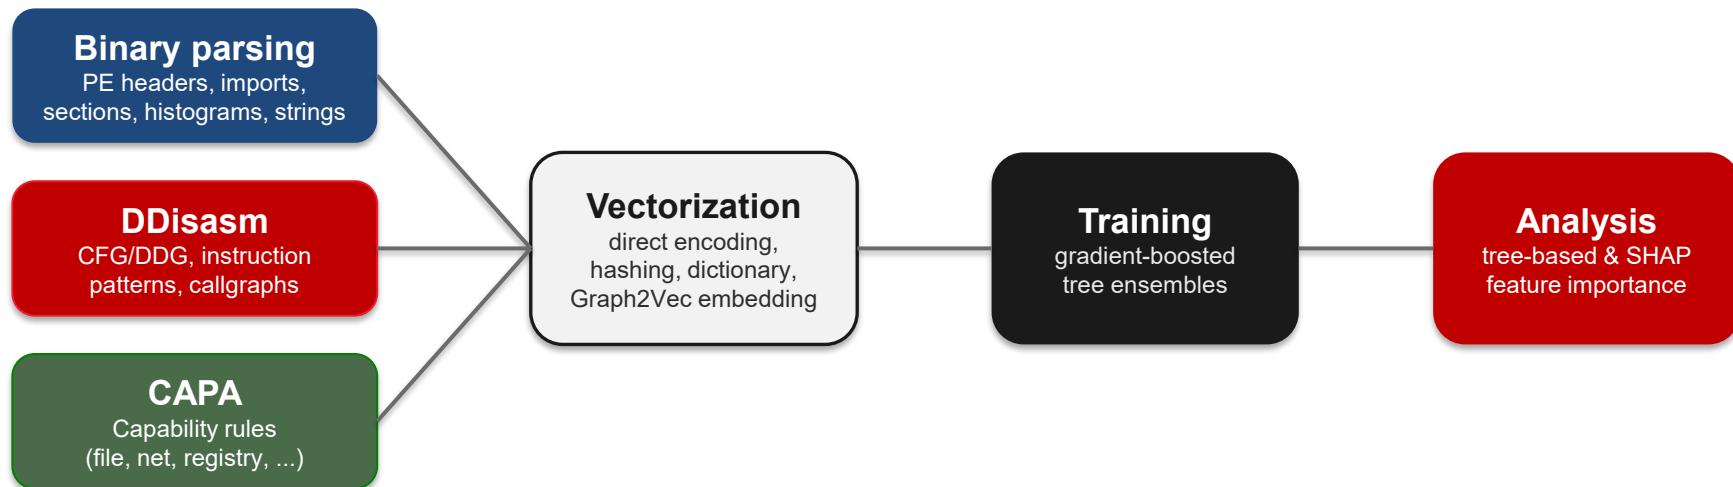 Binary parsing
PE headers, imports,
sections, histograms, strings
DDisasm
CFG/DDG, instruction
patterns, callgraphs
CAPA
Capability rules
(file, net, registry, ...)
Vectorization
direct encoding,
hashing, dictionary,
Graph2Vec embedding
Training
gradient-boosted
tree ensembles
Analysis
tree-based & SHAP
feature importance